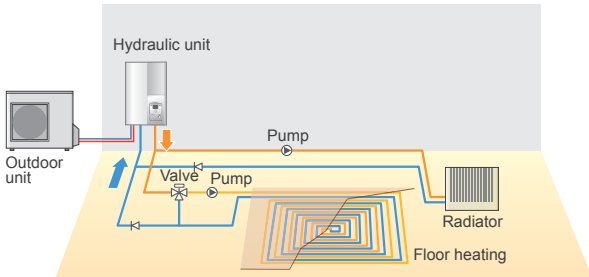 Hydraulic unit
Outdoor
unit
Pump
Valve
Pump
Radiator
Floor heating